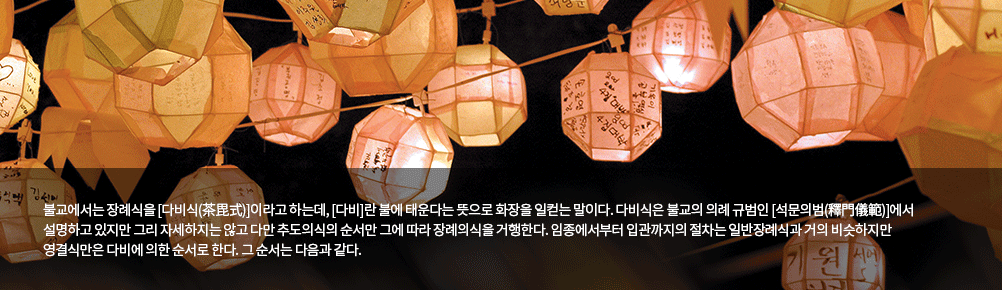 불교에서는 장례식을 [다비식(茶毘式)]이라고 하는데, [다비]란 불에 태운다는 뜻으로 화장을 일컫는 말이다. 다비식은 불교의 의례 규범인 [석문의범(釋門儀範)]에서
설명하고 있지만 그리 자세하지는 않고 다만 추도의식의 순서만 그에 따라 장례의식을 거행한다. 임종에서부터 입관까지의 절차는 일반장례식과 거의 비슷하지만
영결식만은 다비에 의한 순서로 한다. 그 순서는 다음과 같다.
기원